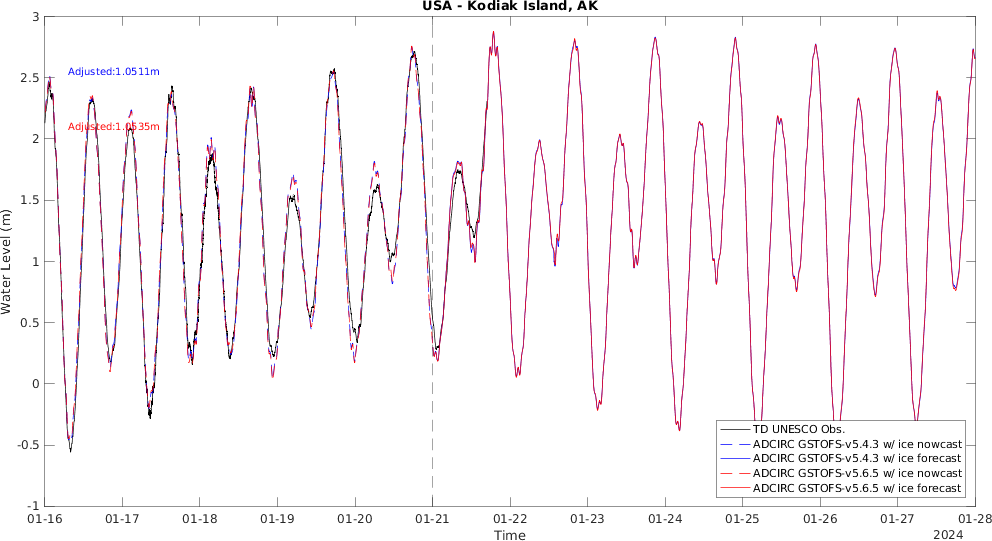 USA - Kodiak Island, AK
3
2.5
2
1.5
1
0.5
0
-0.5
-1
Water Level (m)
Adjusted:1.0511m
Adjusted:1.0535m
TD UNESCO Obs.
ADCIRC GSTOFS-v5.4.3 w/ ice nowcast
ADCIRC GSTOFS-v5.4.3 w/ ice forecast
ADCIRC GSTOFS-v5.6.5 w/ ice nowcast
ADCIRC GSTOFS-v5.6.5 w/ ice forecast
01-16 01-17 01-18 01-19 01-20 01-21 01-22 01-23 01-24 01-25 01-26 01-27 01-28
Time
2024